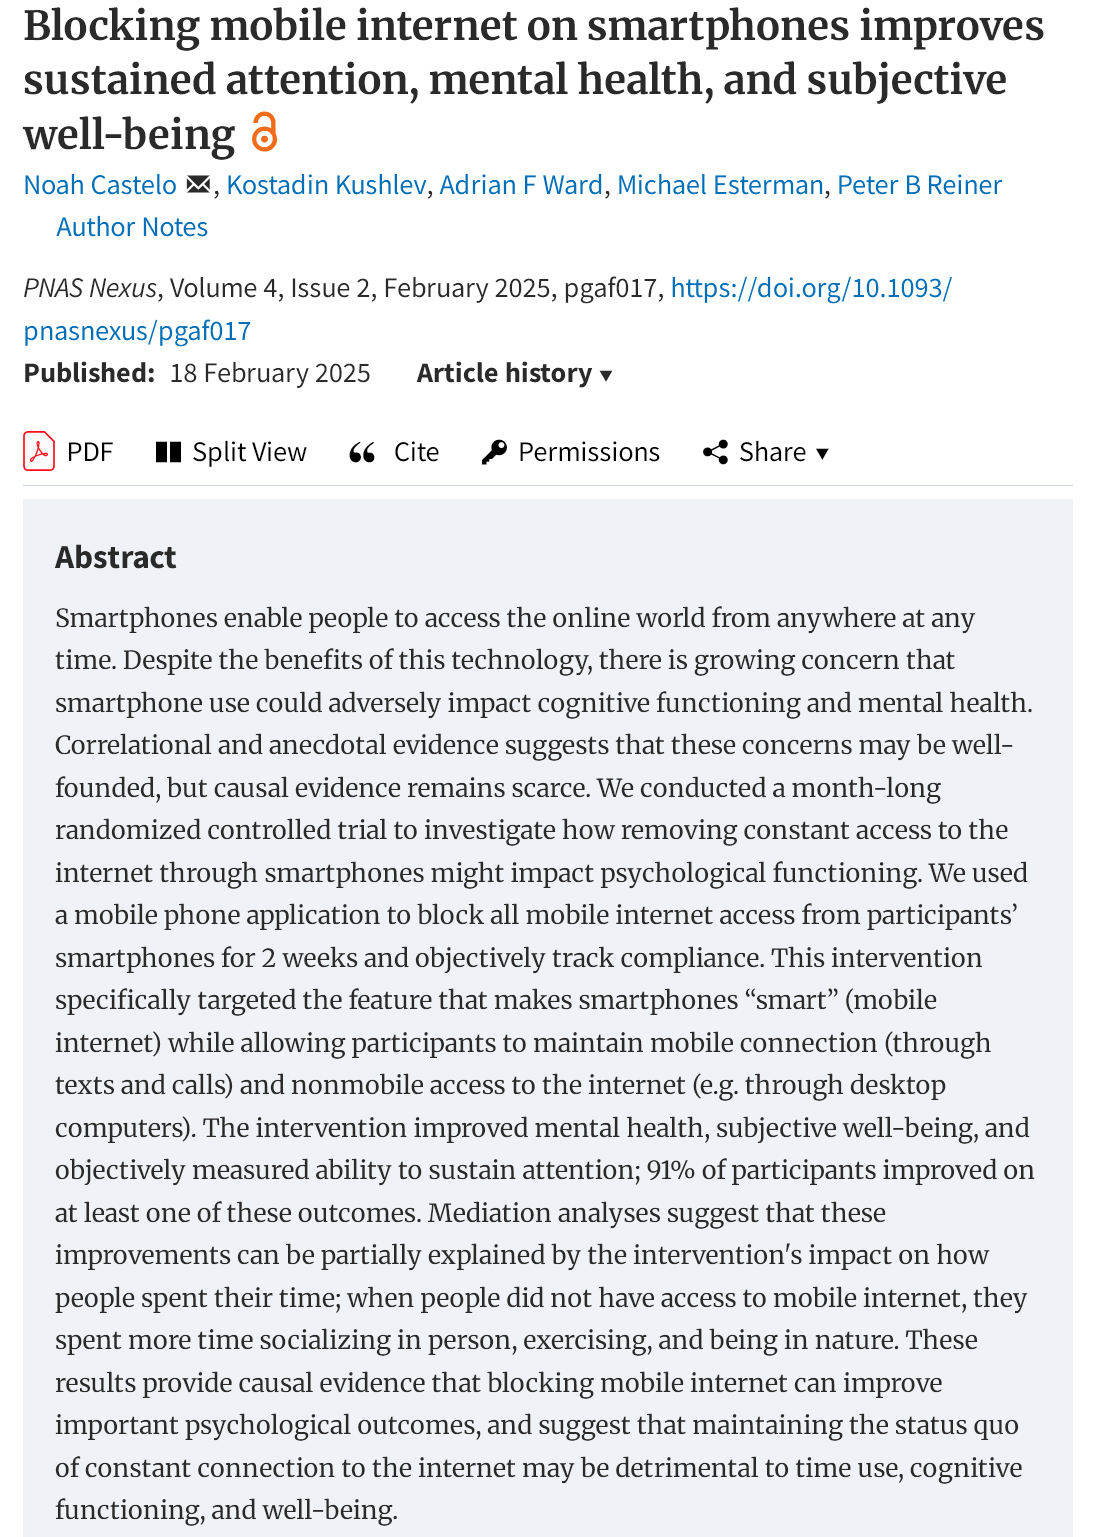 Blocking mobile internet on smartphones improves
sustained attention, mental health, and subjective
well-being
Noah Castelo, Kostadin Kushlev, Adrian F Ward, Michael Esterman, Peter B Reiner
Author Notes
PNAS Nexus, Volume 4, Issue 2, February 2025, pgaf017, https://doi.org/10.1093/
pnasnexus/pgaf017
Published: 18 February 2025 Article history ▼
PDF Split View Cite Permissions Share ▼
Abstract
Smartphones enable people to access the online world from anywhere at any
time. Despite the benefits of this technology, there is growing concern that
smartphone use could adversely impact cognitive functioning and mental health.
Correlational and anecdotal evidence suggests that these concerns may be well-
founded, but causal evidence remains scarce. We conducted a month-long
randomized controlled trial to investigate how removing constant access to the
internet through smartphones might impact psychological functioning. We used
a mobile phone application to block all mobile internet access from participants’
smartphones for 2 weeks and objectively track compliance. This intervention
specifically targeted the feature that makes smartphones “smart” (mobile
internet) while allowing participants to maintain mobile connection (through
texts and calls) and nonmobile access to the internet (e.g. through desktop
computers). The intervention improved mental health, subjective well-being, and
objectively measured ability to sustain attention; 91% of participants improved on
at least one of these outcomes. Mediation analyses suggest that these
improvements can be partially explained by the intervention's impact on how
people spent their time; when people did not have access to mobile internet, they
spent more time socializing in person, exercising, and being in nature. These
results provide causal evidence that blocking mobile internet can improve
important psychological outcomes, and suggest that maintaining the status quo
of constant connection to the internet may be detrimental to time use, cognitive
functioning, and well-being.